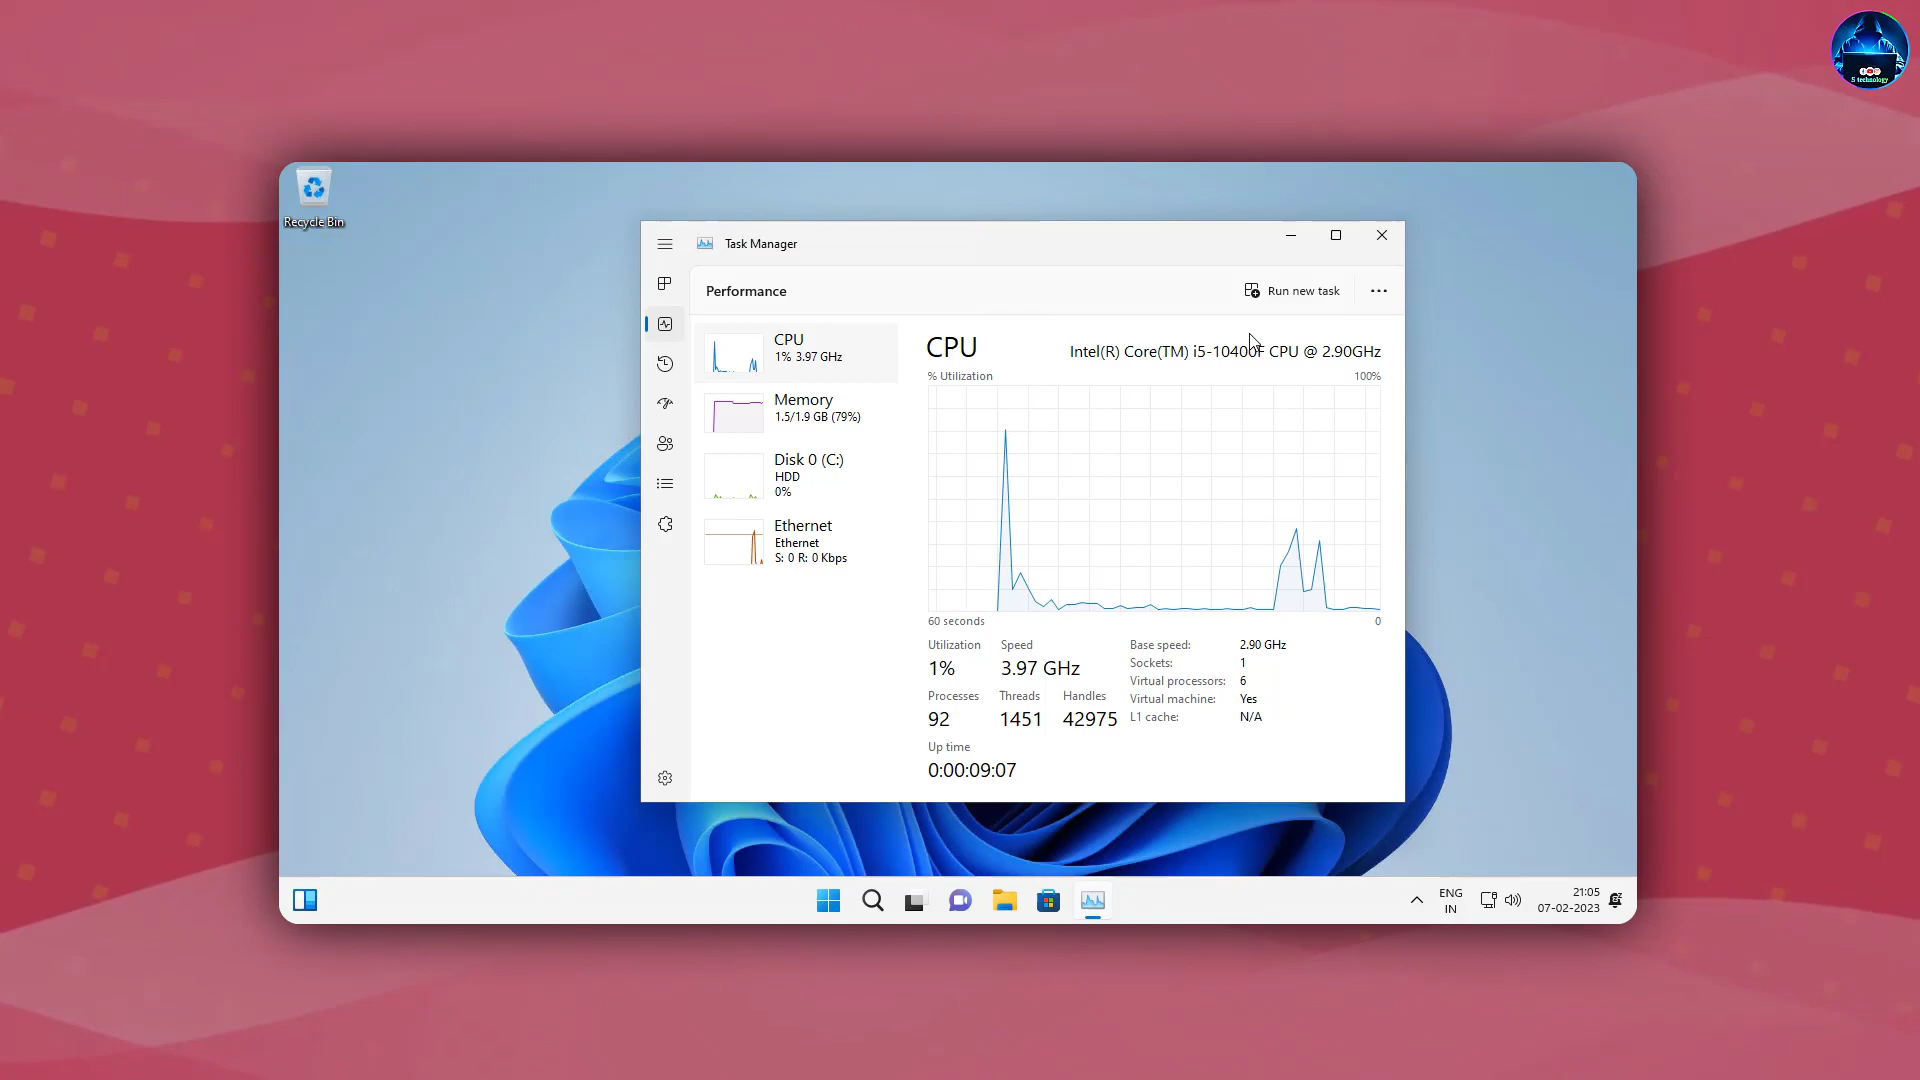 S technology
Recycle Bin
Task Manager
Performance
Run new task
CPU
1% 3.97 GHz
Memory
1.5/1.9 GB (79%)
Disk 0 (C:)
HDD
0%
Ethernet
Ethernet
S: 0 R: 0 Kbps
CPU
Intel(R) Core(TM) i5-10400F CPU @ 2.90GHz
% Utilization
100%
60 seconds
0
Utilization
Speed
1%
3.97 GHz
Processes
Threads
Handles
92
1451
42975
Up time
0:00:09:07
Base speed:
2.90 GHz
Sockets:
1
Virtual processors:
6
Virtual machine:
Yes
L1 cache:
N/A
ENG
IN
21:05
07-02-2023